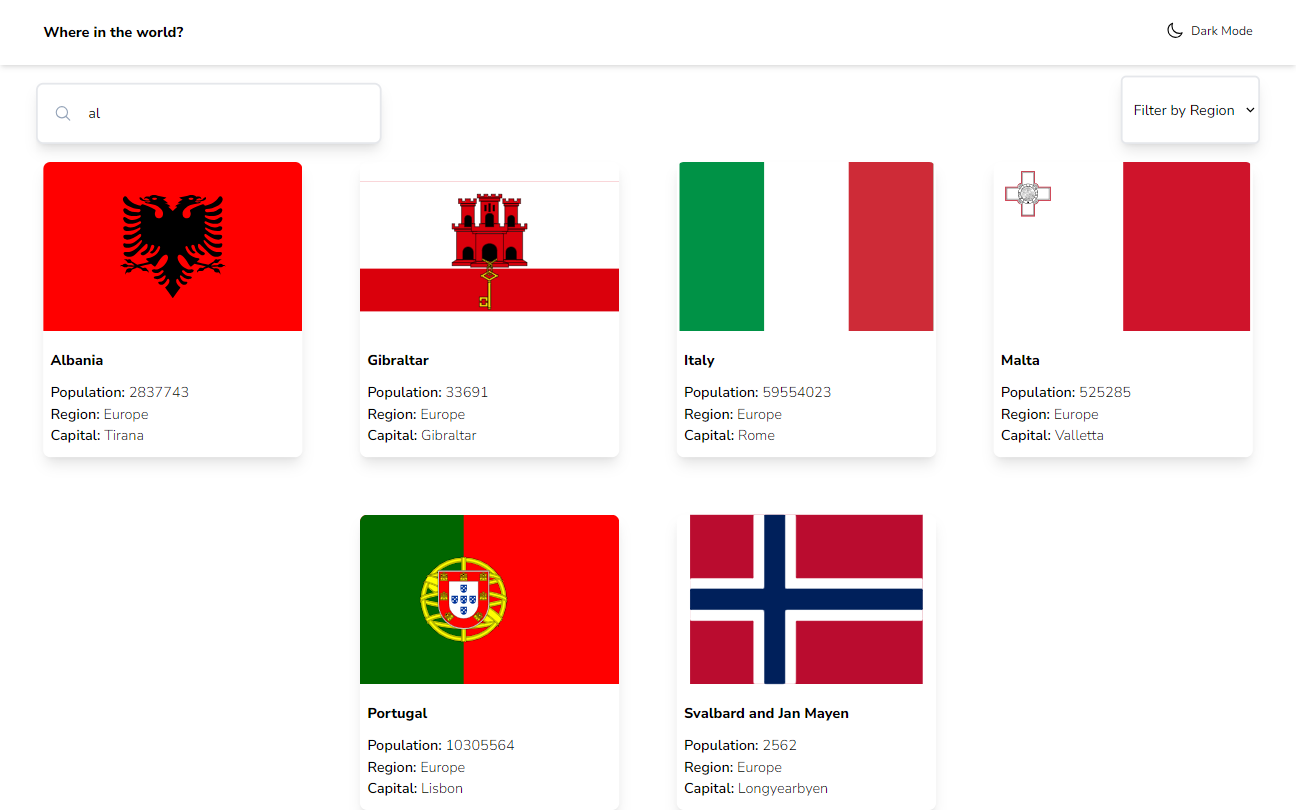 Where in the world?
Dark Mode
al
Filter by Region
Albania
Population: 2837743
Region: Europe
Capital: Tirana
Gibraltar
Population: 33691
Region: Europe
Capital: Gibraltar
Italy
Population: 59554023
Region: Europe
Capital: Rome
Malta
Population: 525285
Region: Europe
Capital: Valletta
Portugal
Population: 10305564
Region: Europe
Capital: Lisbon
Svalbard and Jan Mayen
Population: 2562
Region: Europe
Capital: Longyearbyen